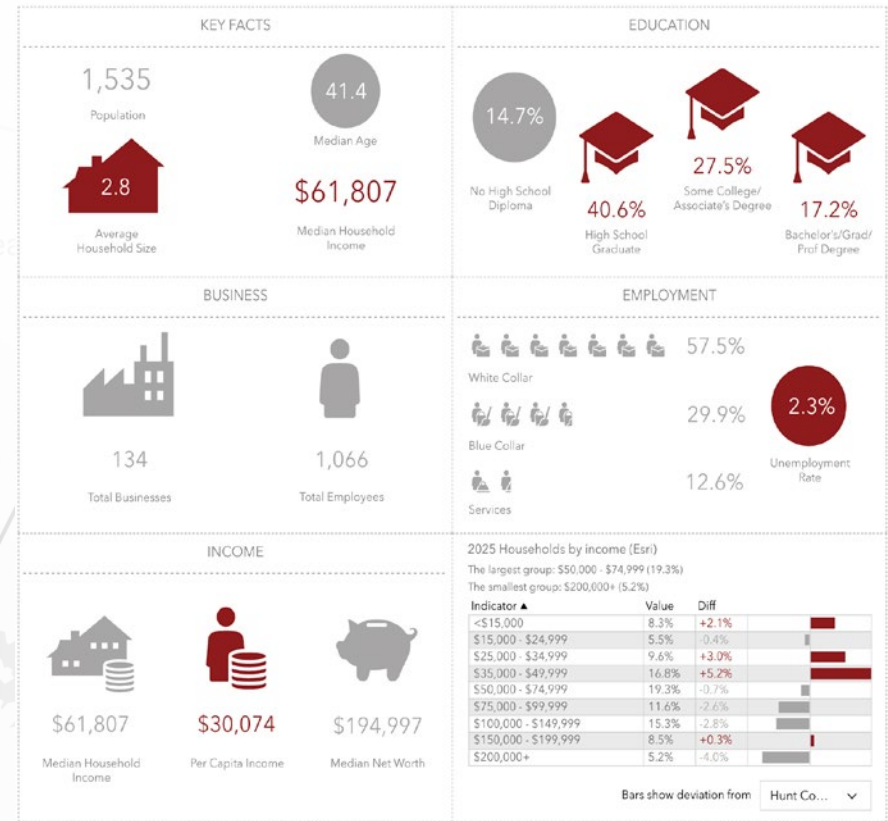 KEY FACTS
1,535
Population
41.4
Median Age
2.8
Average
Household Size
$61,807
Median Household
Income
EDUCATION
14.7%
No High School
Diploma
40.6%
High School
Graduate
27.5%
Some College/
Associate's Degree
17.2%
Bachelor's/Grad/
Prof Degree
BUSINESS
134
Total Businesses
1,066
Total Employees
EMPLOYMENT
57.5%
White Collar
29.9%
Blue Collar
12.6%
Services
2.3%
Unemployment
Rate
INCOME
$61,807
Median Household
Income
$30,074
Per Capita Income
$194,997
Median Net Worth
2025 Households by income (Esri)
The largest group: $50,000 - $74,999 (19.3%)
The smallest group: $200,000+ (5.2%)
Indicator ▲ Value Diff
<$15,000 8.3% +2.1%
$15,000 - $24,999 5.5% -0.4%
$25,000 - $34,999 9.6% +3.0%
$35,000 - $49,999 16.8% +5.2%
$50,000 - $74,999 19.3% -0.7%
$75,000 - $99,999 11.6% -2.6%
$100,000 - $149,999 15.3% -2.8%
$150,000 - $199,999 8.5% +0.3%
$200,000+ 5.2% -4.0%
Bars show deviation from Hunt Co...